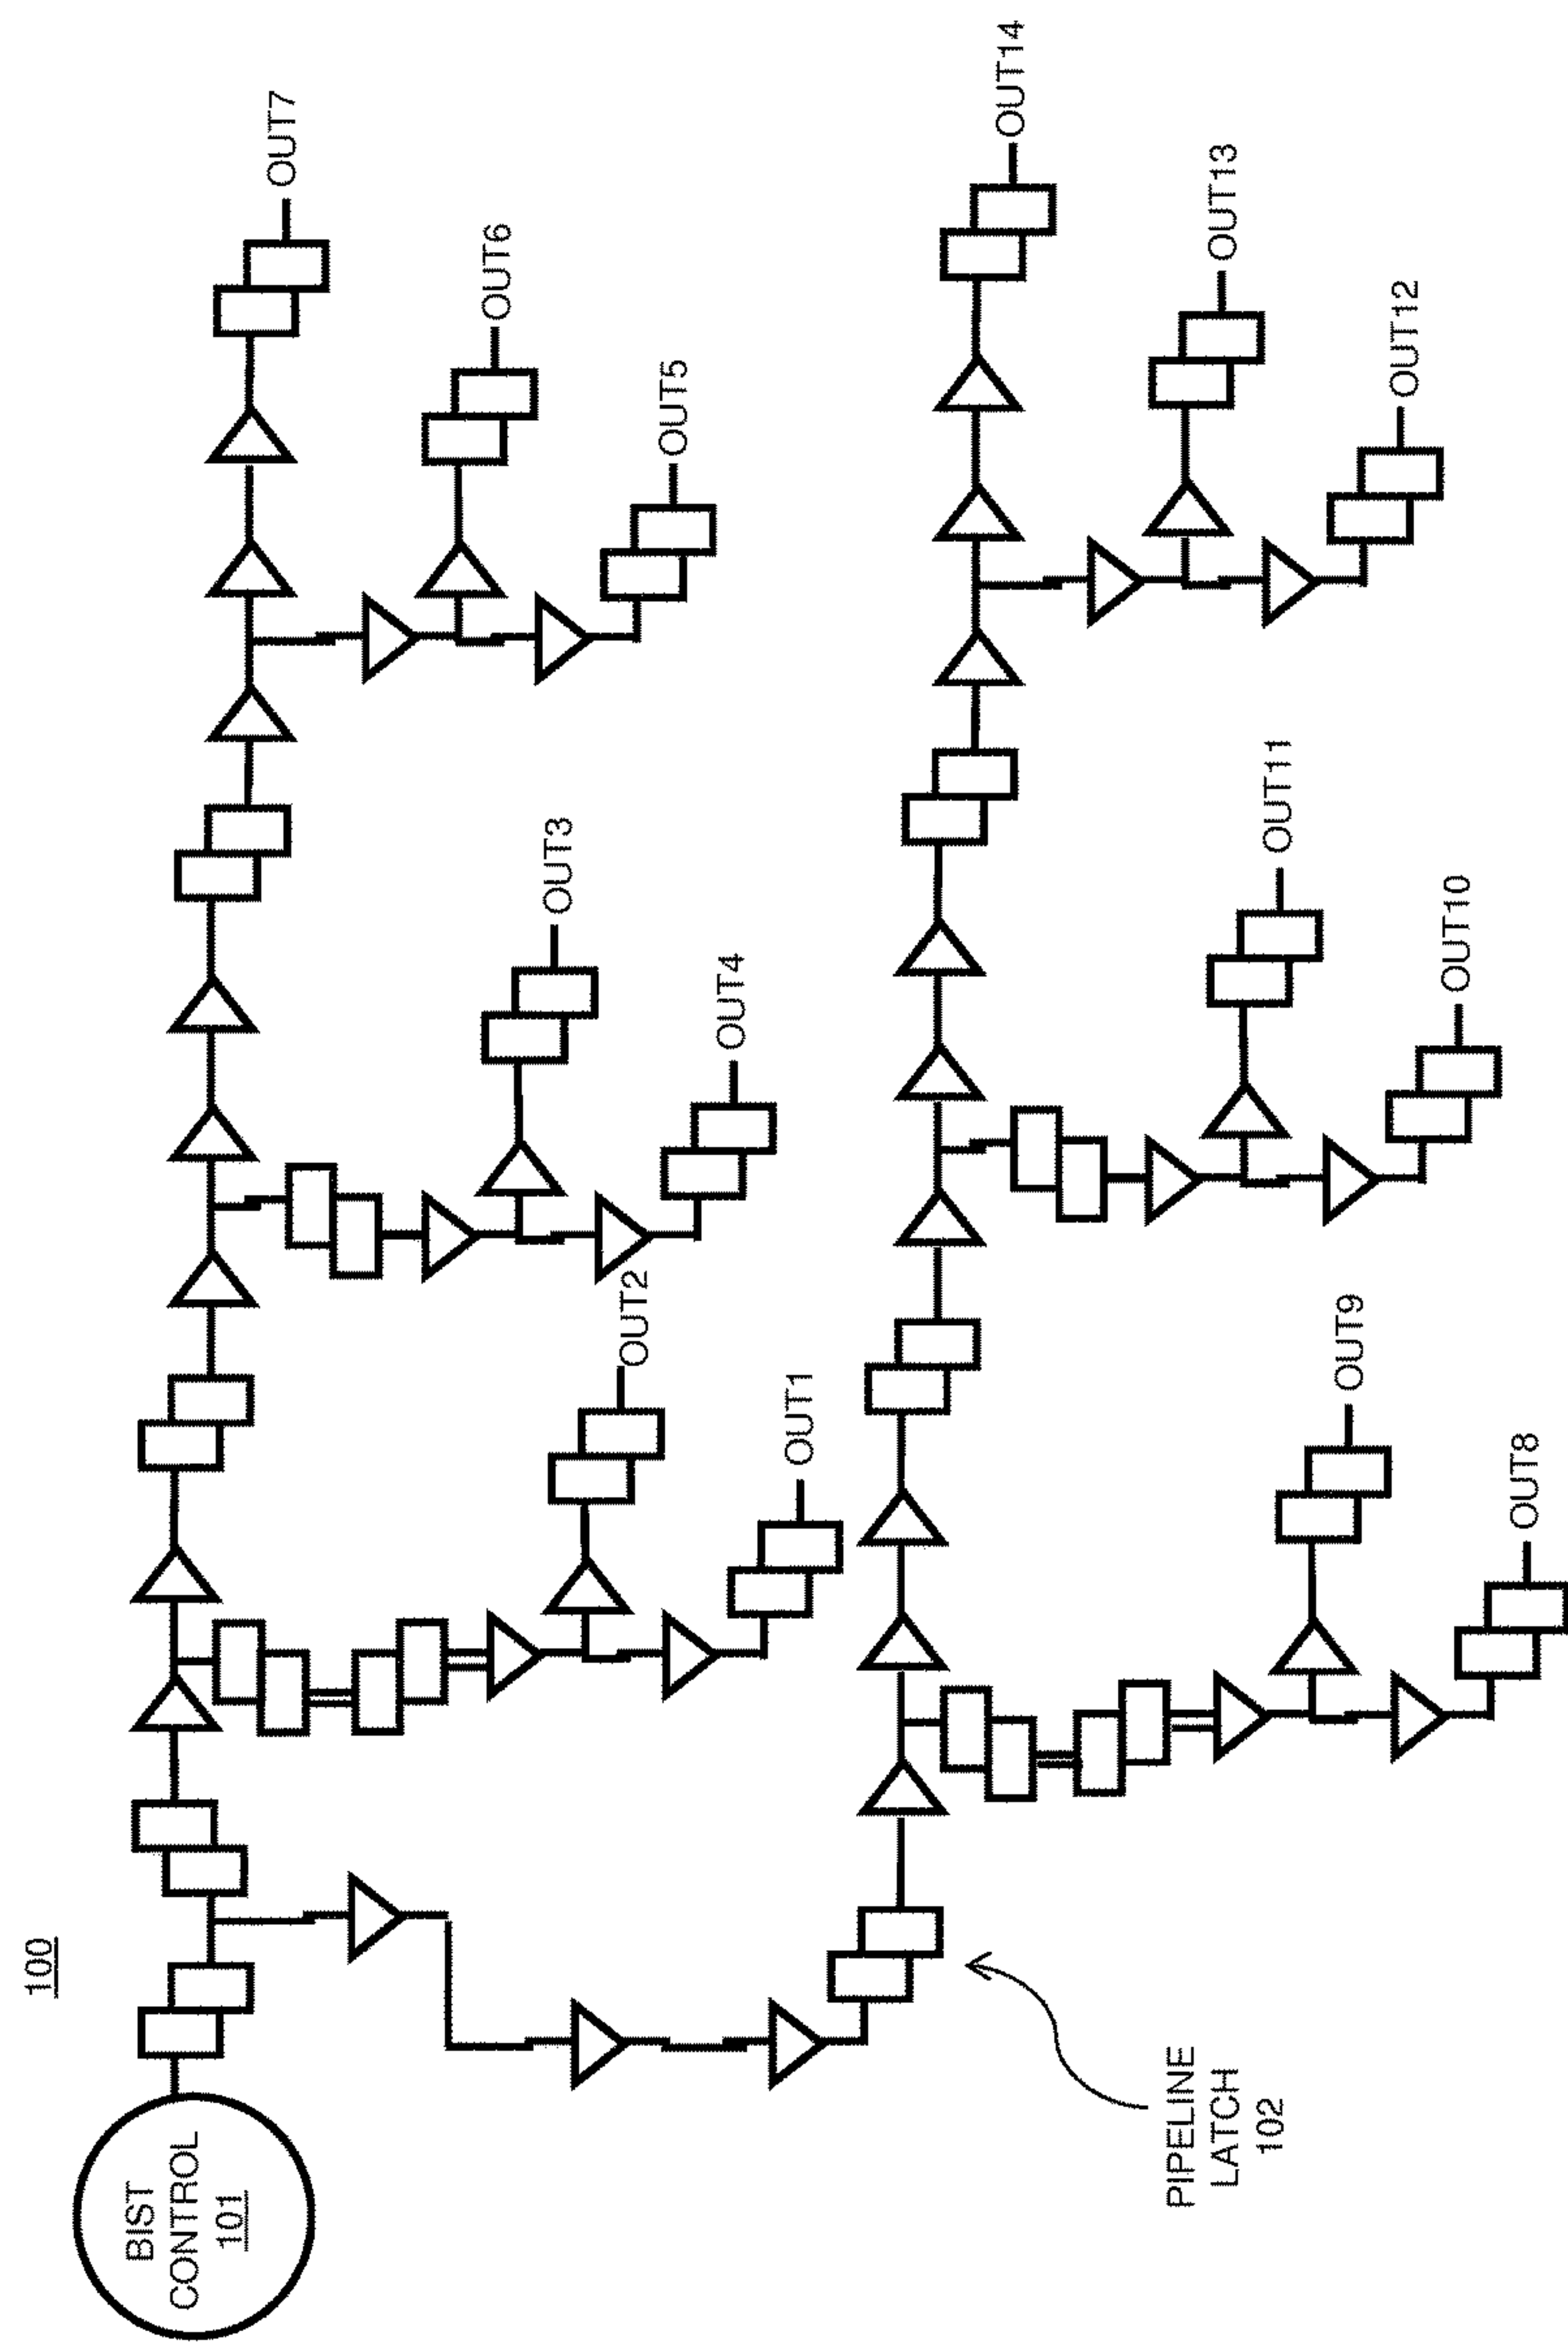 100
BIST
CONTROL
101
OUT7
OUT6
OUT5
OUT3
OUT4
OUT2
OUT1
OUT14
OUT13
OUT12
OUT11
OUT10
OUT9
OUT8
PIPELINE
LATCH
102